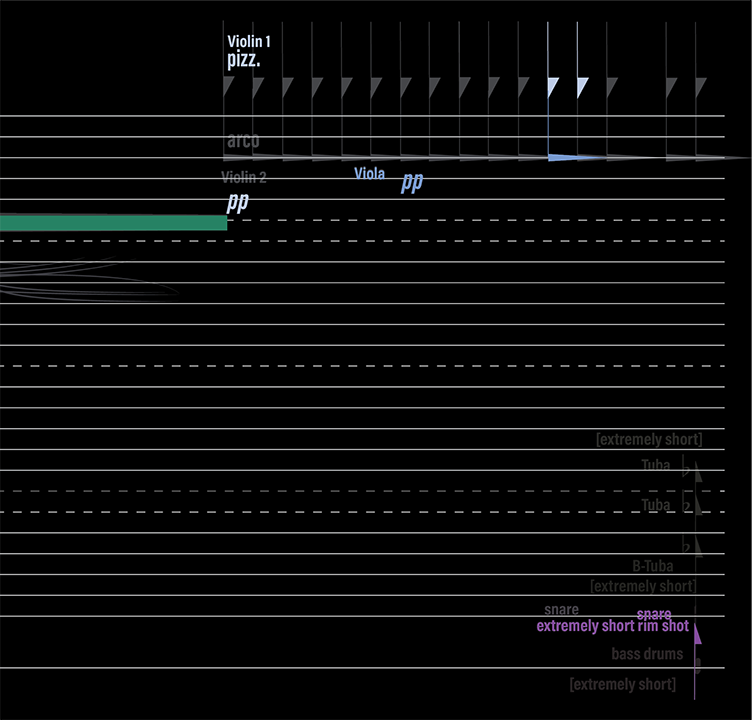 Violin 1
pizz.
arco
Violin 2
Viola
pp
pp
[extremely short]
Tuba
Tuba
B-Tuba
[extremely short]
snare
snare
extremely short rim shot
bass drums
[extremely short]